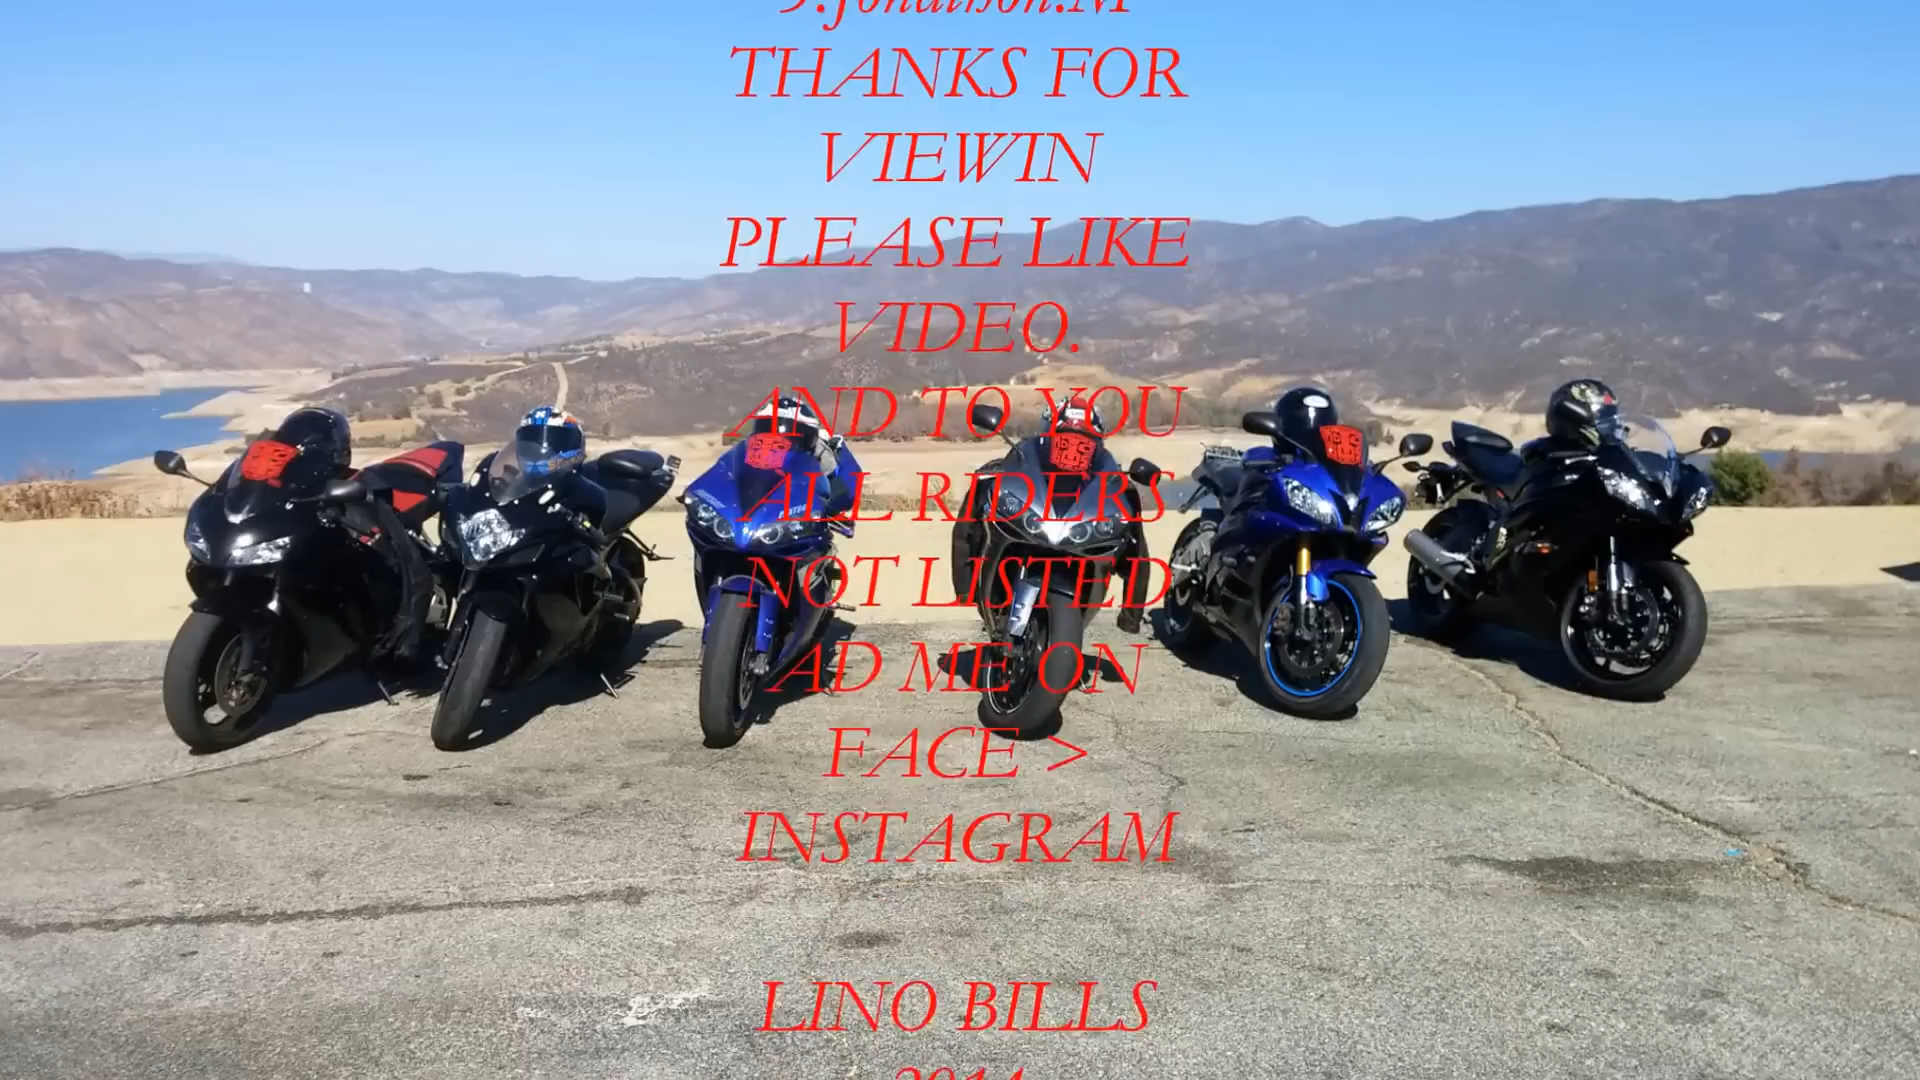 THANKS FOR
VIEWIN
PLEASE LIKE
VIDEO.
AND TO YOU
ALL RIDERS
NOT LISTED
AD ME ON
FACE >
INSTAGRAM
LINO BILLS
2014